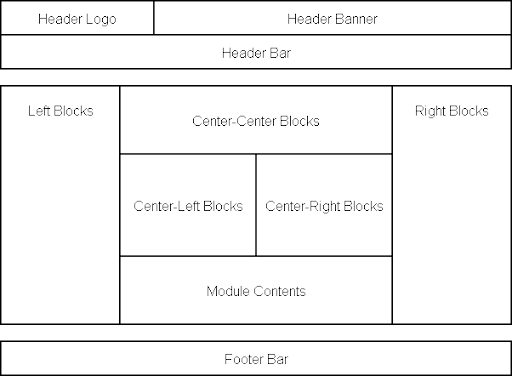 Header Logo
Header Banner
Header Bar
Left Blocks
Center-Center Blocks
Right Blocks
Center-Left Blocks
Center-Right Blocks
Module Contents
Footer Bar